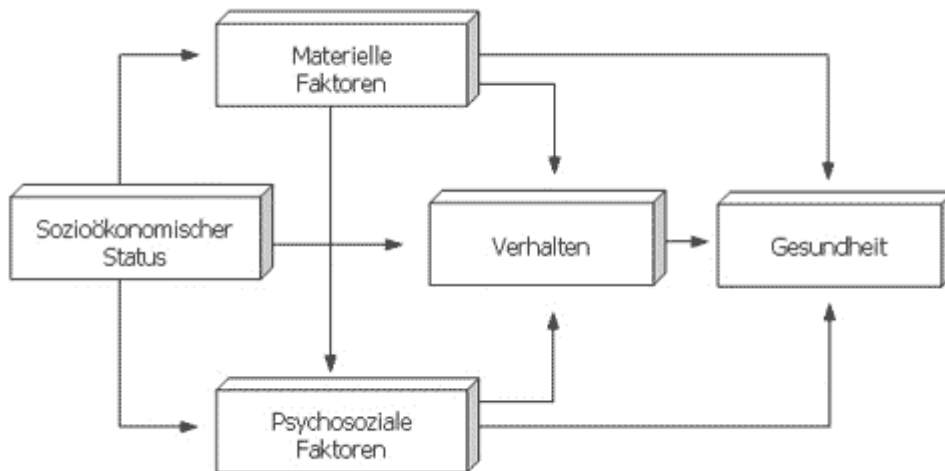 Materielle
Faktoren
Sozioökonomischer
Status
Verhalten
Gesundheit
Psychosoziale
Faktoren